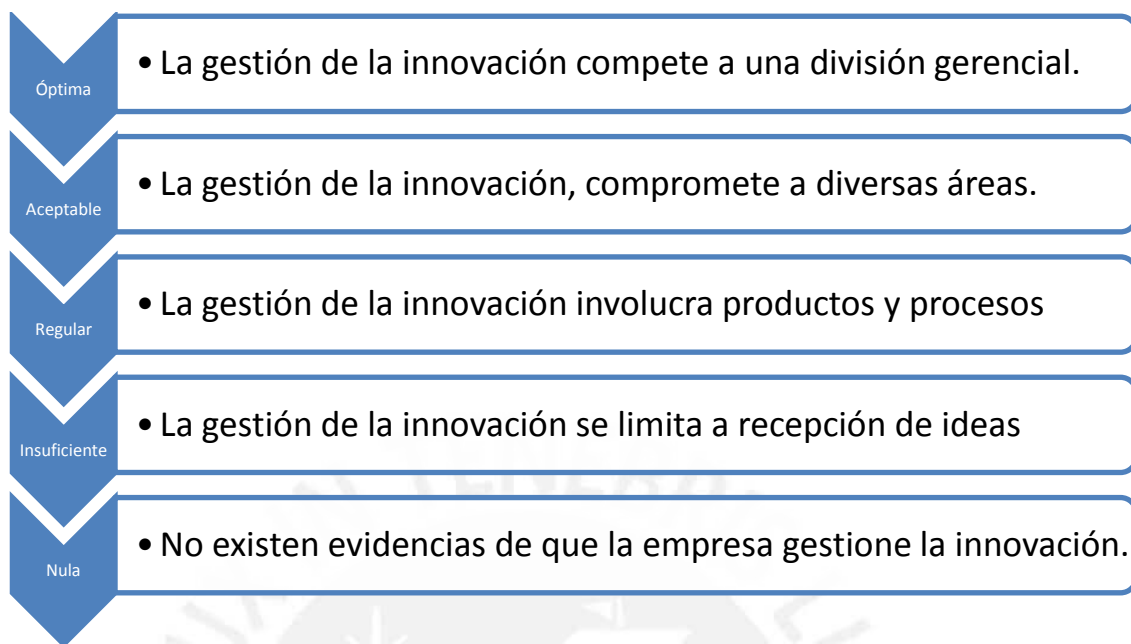 Óptima
• La gestión de la innovación compete a una división gerencial.
Aceptable
• La gestión de la innovación, compromete a diversas áreas.
Regular
• La gestión de la innovación involucra productos y procesos
Insuficiente
• La gestión de la innovación se limita a recepción de ideas
Nula
• No existen evidencias de que la empresa gestione la innovación.